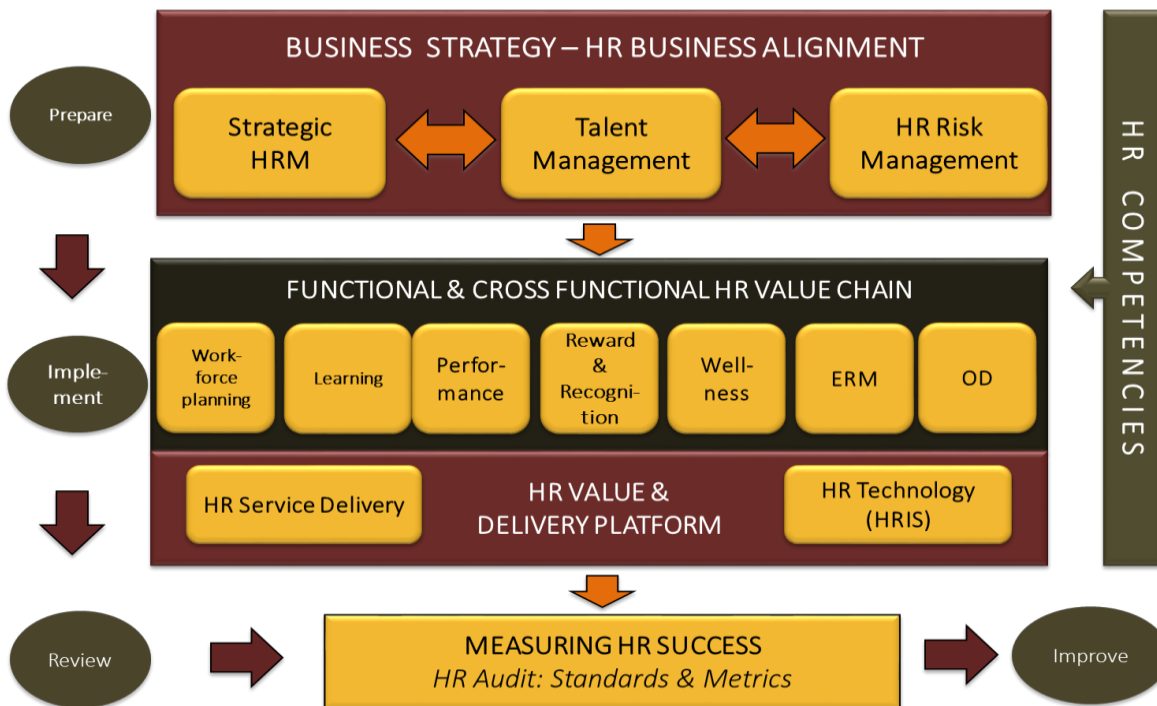 BUSINESS STRATEGY – HR BUSINESS ALIGNMENT
Prepare
Strategic
HRM
Talent
Management
HR Risk
Management
HR COMPETENCIES
FUNCTIONAL & CROSS FUNCTIONAL HR VALUE CHAIN
Imple-
ment
Work-
force
planning
Learning
Perfor-
mance
Reward
&
Recogni-
tion
Well-
ness
ERM
OD
HR Service Delivery
HR VALUE &
DELIVERY PLATFORM
HR Technology
(HRIS)
Review
MEASURING HR SUCCESS
HR Audit: Standards & Metrics
Improve